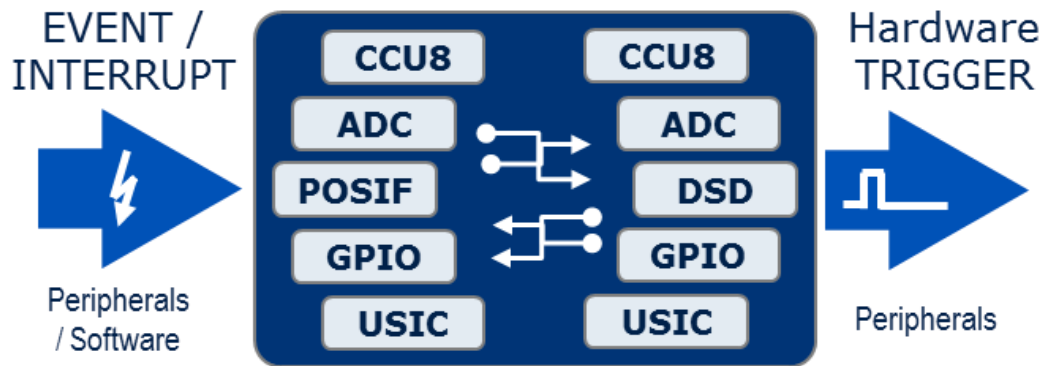 EVENT /
INTERRUPT
Peripherals
/ Software
CCU8
ADC
POSIF
GPIO
USIC
CCU8
ADC
DSD
GPIO
USIC
Hardware
TRIGGER
Peripherals